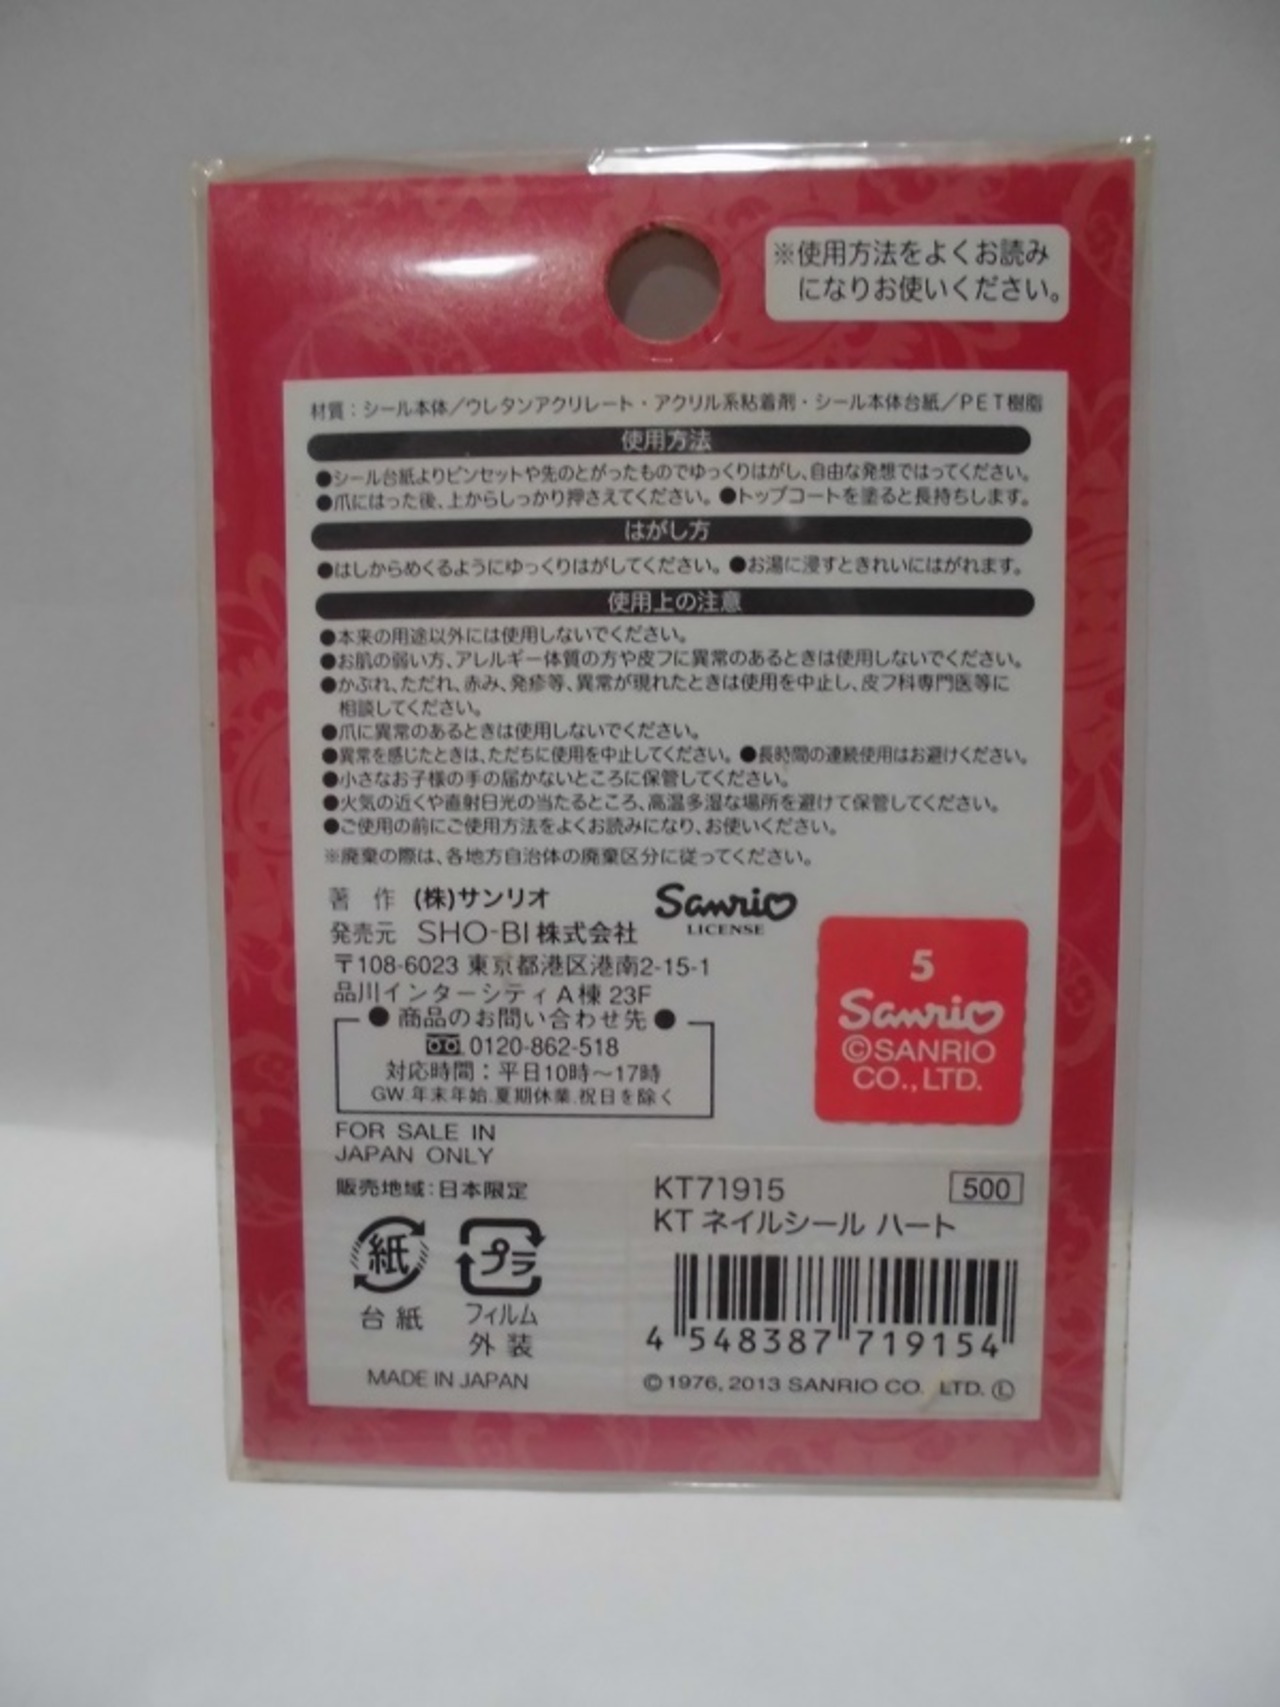 ※使用方法をよくお読み
になりお使いください。
材質：シール本体／ウレタンアクリレート・アクリル系粘着剤・シール本体台紙／PET樹脂
使用方法
●シール台紙よりピンセットや先のとがったものでゆっくりはがし、自由な発想ではってください。
●爪にはった後、上からしっかり押さえてください。●トップコートを塗ると長持ちします。
はがし方
●はしからめくるようにゆっくりはがしてください。●お湯に浸すときれいにはがれます。
使用上の注意
●本来の用途以外には使用しないでください。
●お肌の弱い方、アレルギー体質の方や皮フに異常のあるときは使用しないでください。
●かぶれ、ただれ、赤み、発疹等、異常が現れたときは使用を中止し、皮フ科専門医等に
相談してください。
●爪に異常のあるときは使用しないでください。
●異常を感じたときは、ただちに使用を中止してください。●長時間の連続使用はお避けください。
●小さなお子様の手の届かないところに保管してください。
●火気の近くや直射日光の当たるところ、高温多湿な場所を避けて保管してください。
●ご使用の前にご使用方法をよくお読みになり、お使いください。
※廃棄の際は、各地方自治体の廃棄区分に従ってください。
著 作 (株)サンリオ
Sanrio
LICENSE
発売元 SHO-BI株式会社
〒108-6023 東京都港区港南2-15-1
品川インターシティA棟 23F
●商品のお問い合わせ先●
0120-862-518
対応時間：平日10時～17時
GW.年末年始.夏期休業.祝日を除く
5
Sanrio
©SANRIO
CO.,LTD.
FOR SALE IN
JAPAN ONLY
販売地域：日本限定
紙
台紙
プラ
フィルム
外装
MADE IN JAPAN
KT71915 500
KT ネイルシール ハート
4 548387 719154
©1976, 2013 SANRIO CO. LTD. Ⓛ